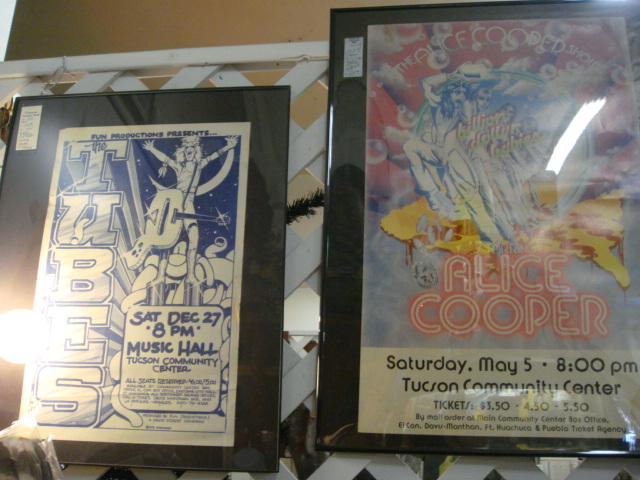 FUN PRODUCTIONS PRESENTS...
the
TUBES
SAT DEC 27
• 8 PM •
MUSIC HALL
TUCSON COMMUNITY
CENTER
ALL SEATS RESERVED
THE ALICE COOPER SHOW
Billion
dollar
babies
ALICE
COOPER
Saturday, May 5 • 8:00 pm
Tucson Community Center
TICKETS: $3.50 - 4.50 - 5.50
By mail order at Main Community Center Box Office,
El Con, Davis-Monthan, Ft. Huachuca & Pueblo Ticket Agency